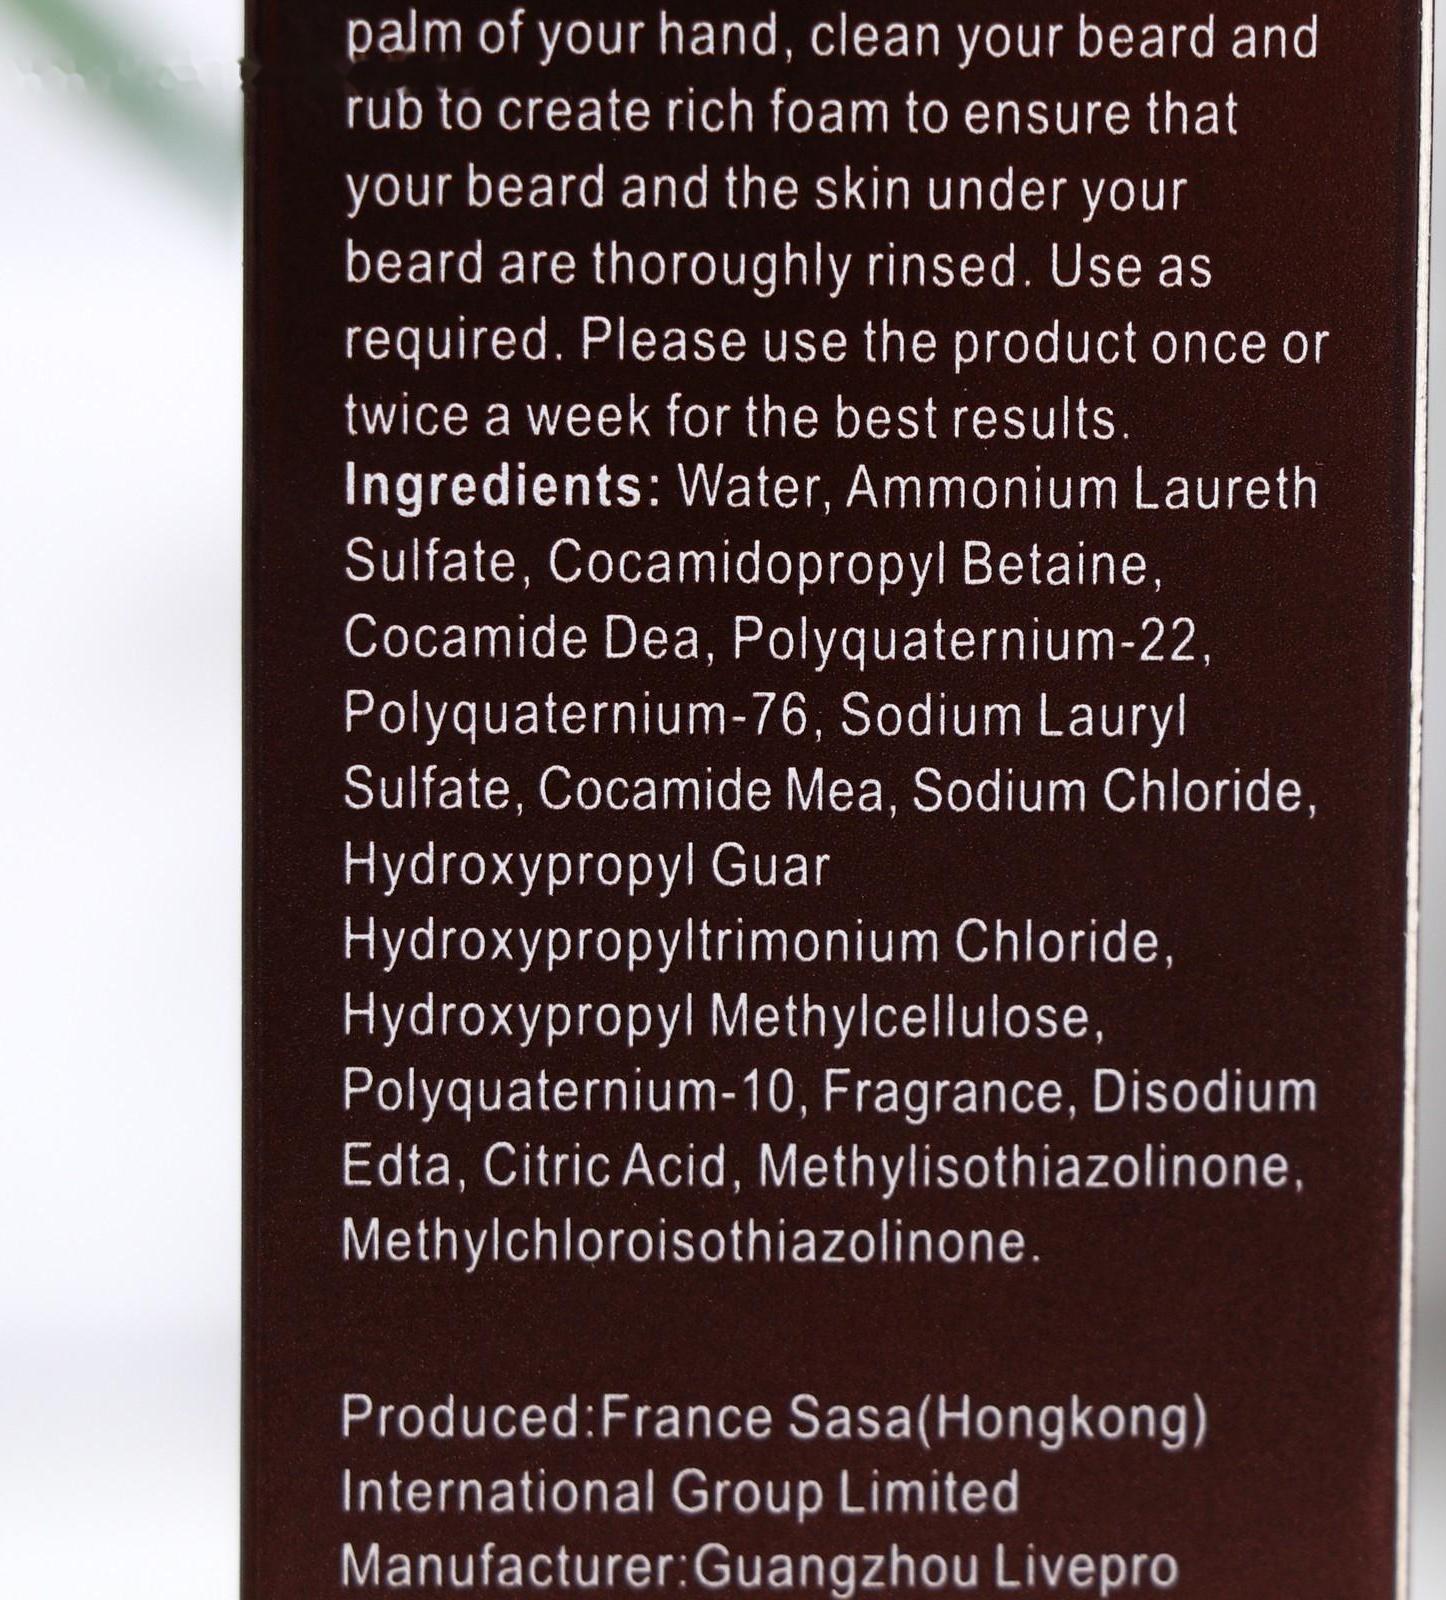 palm of your hand, clean your beard and
rub to create rich foam to ensure that
your beard and the skin under your
beard are thoroughly rinsed. Use as
required. Please use the product once or
twice a week for the best results.
Ingredients: Water, Ammonium Laureth
Sulfate, Cocamidopropyl Betaine,
Cocamide Dea, Polyquaternium-22,
Polyquaternium-76, Sodium Lauryl
Sulfate, Cocamide Mea, Sodium Chloride,
Hydroxypropyl Guar
Hydroxypropyltrimonium Chloride,
Hydroxypropyl Methylcellulose,
Polyquaternium-10, Fragrance, Disodium
Edta, Citric Acid, Methylisothiazolinone,
Methylchloroisothiazolinone.
Produced:France Sasa(Hongkong)
International Group Limited
Manufacturer:Guangzhou Livepro